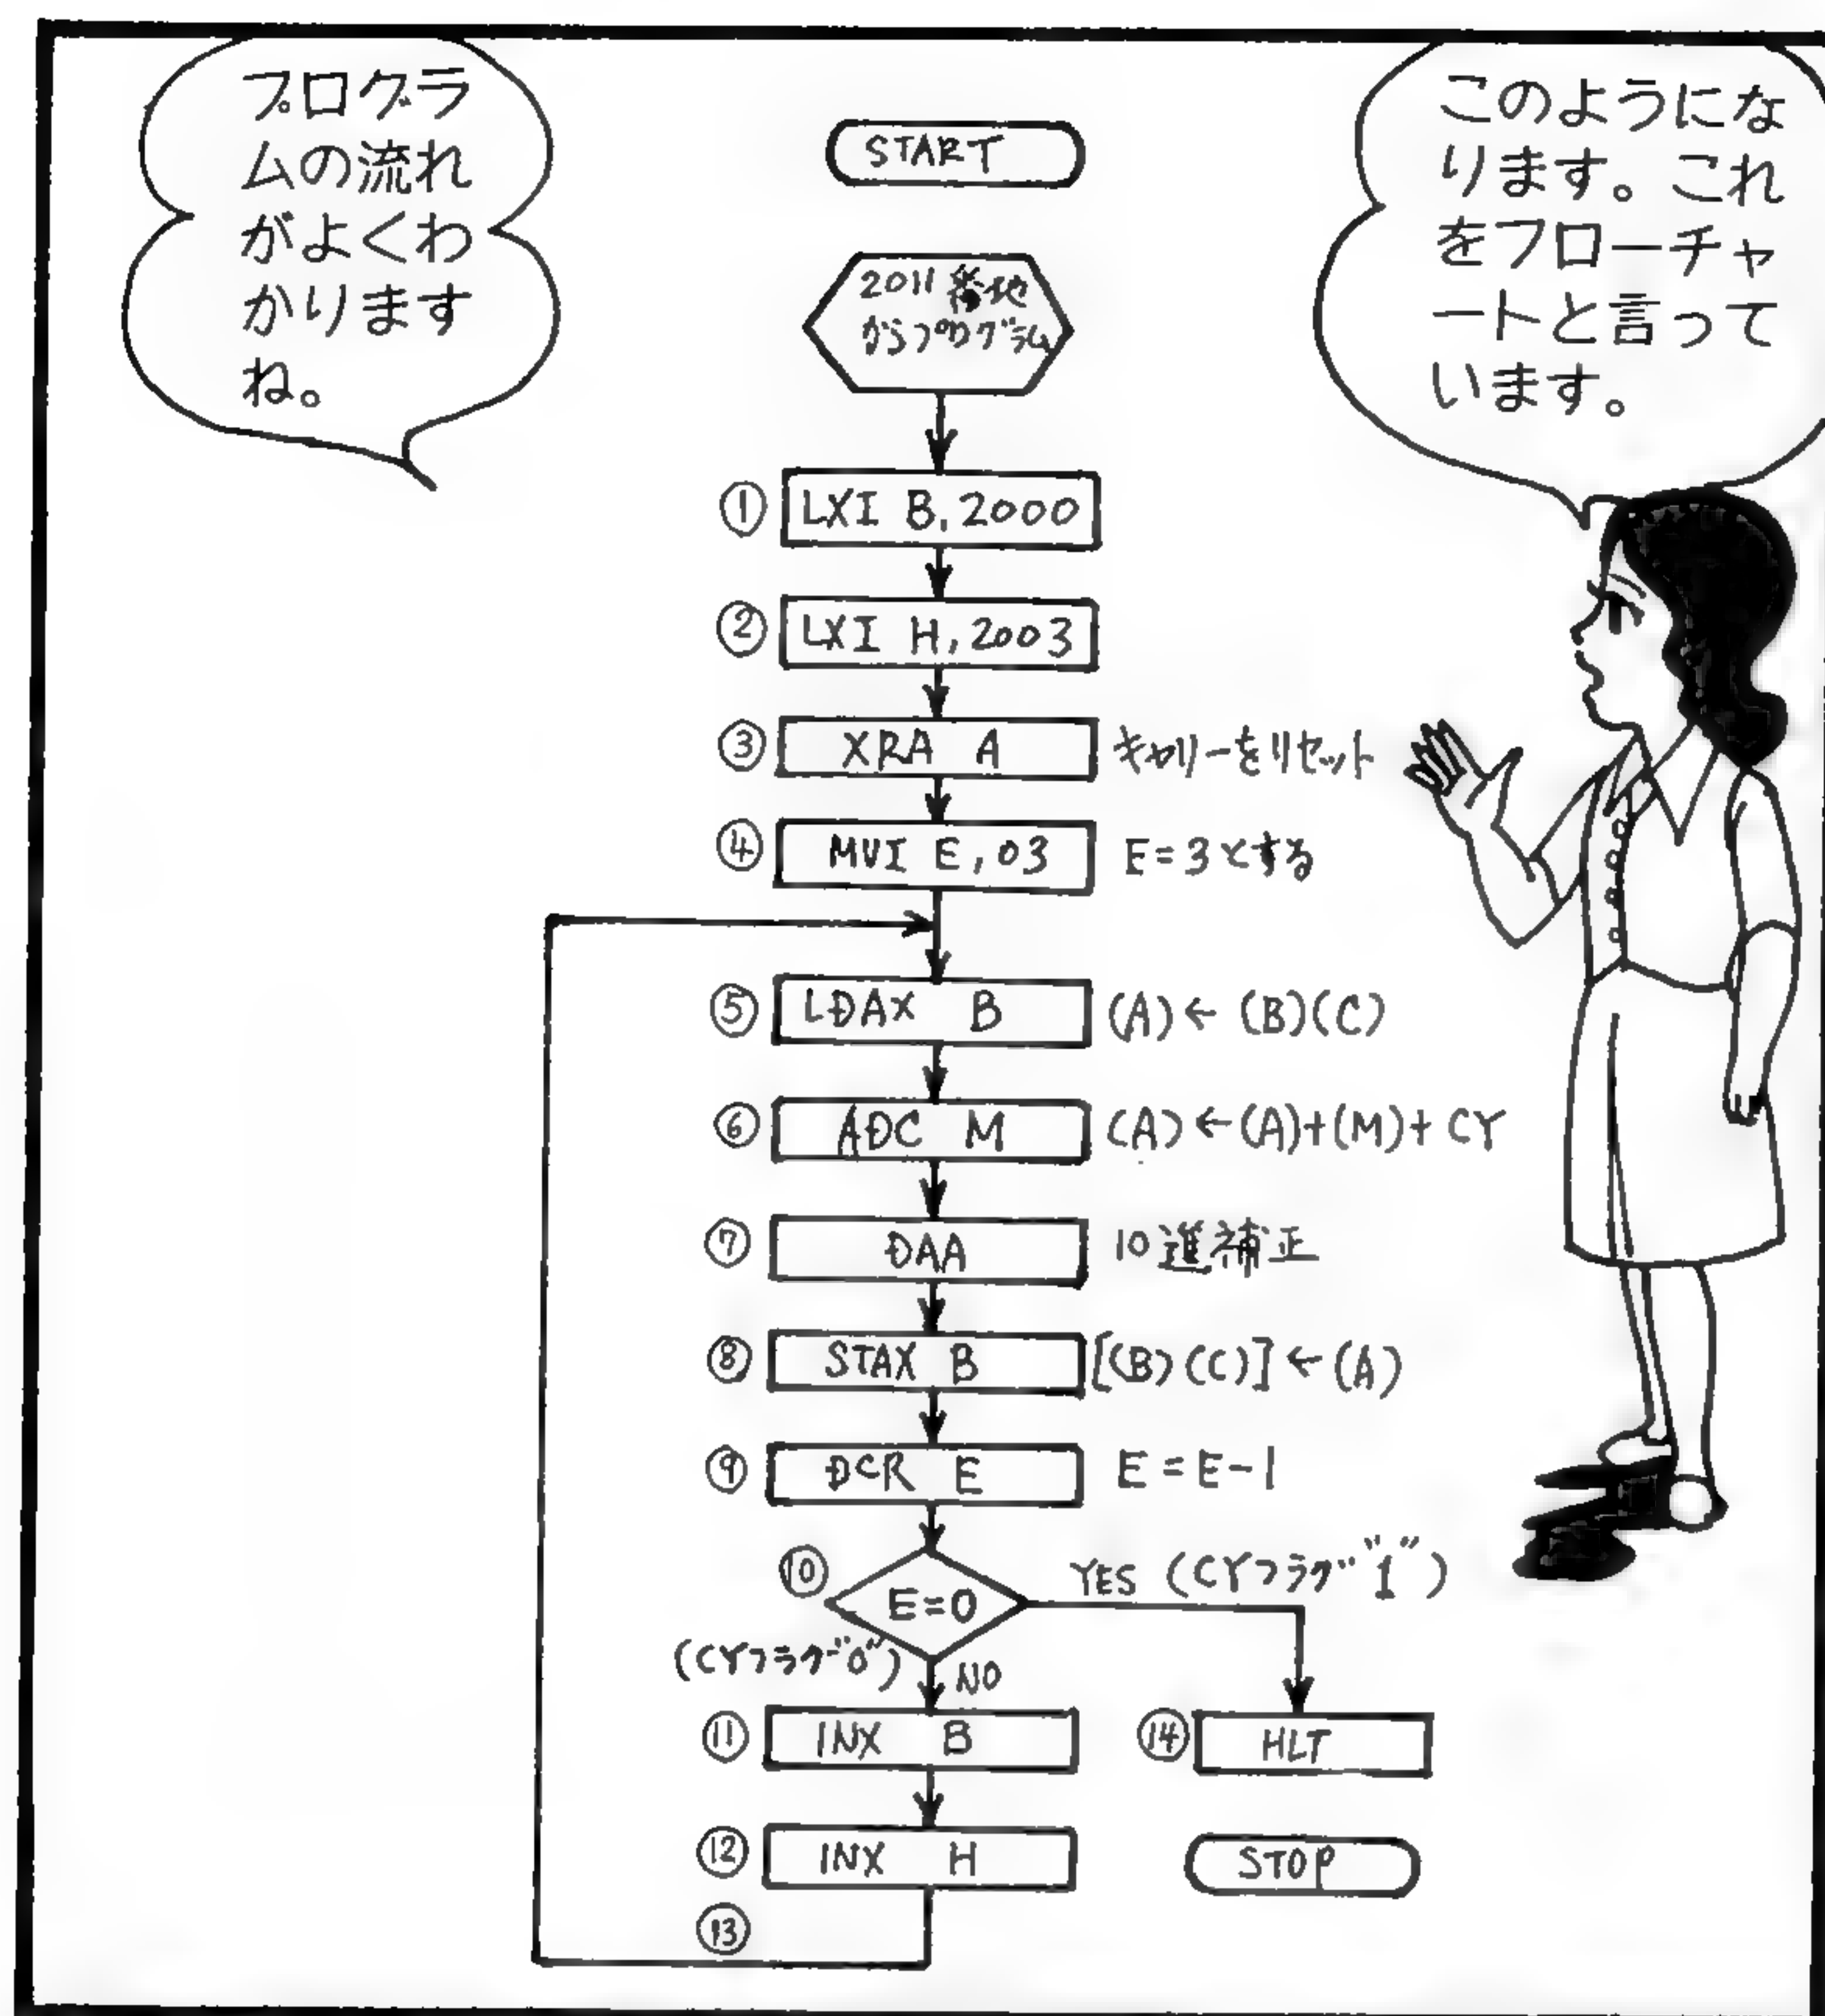 プログラ
ムの流れ
がよくわ
かります
ね。
このようにな
ります。これ
をフローチャ
ートと言って
います。
START
2011番地
からプログラム
① LXI B, 2000
② LXI H, 2003
③ XRA A キャリーをリセット
④ MVI E, 03 E=3とする
⑤ LDAX B (A)←(B)(C)
⑥ ADC M (A)←(A)+(M)+CY
⑦ DAA 10進補正
⑧ STAX B [(B)(C)]←(A)
⑨ DCR E E=E-1
⑩ E=0 YES (CYフラグ"1")
(CYフラグ"0") NO
⑪ INX B
⑭ HLT
⑫ INX H
STOP
⑬